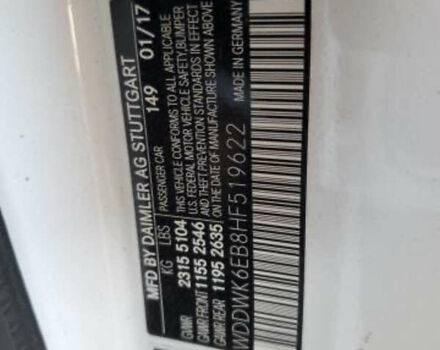 MFD BY DAIMLER AG STUTTGART
PASSENGER CAR 149 01/17
KG LBS
GVWR 2315 5104
GAWR FRONT 1155 2546
GAWR REAR 1195 2635
THIS VEHICLE CONFORMS TO ALL APPLICABLE
U.S. FEDERAL MOTOR VEHICLE SAFETY, BUMPER
AND THEFT PREVENTION STANDARDS IN EFFECT
ON THE DATE OF MANUFACTURE SHOWN ABOVE.
WDDWK6EB8HF519622
MADE IN GERMANY